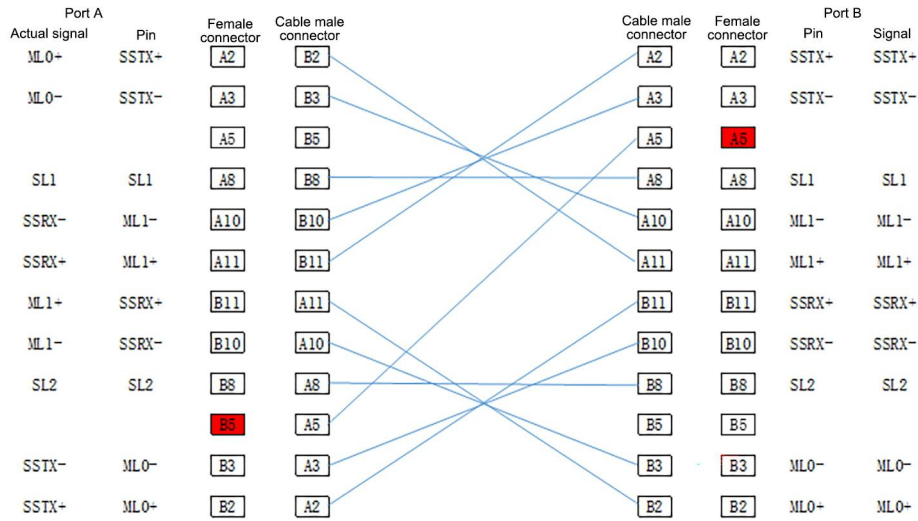 Port A Port B
Actual signal Pin Female connector Cable male connector Cable male connector Female connector Pin Signal
ML0+ SSTX+ A2 B2 A2 A2 SSTX+ SSTX+
ML0- SSTX- A3 B3 A3 A3 SSTX- SSTX-
A5 B5 A5 A5
SL1 SL1 A8 B8 A8 A8 SL1 SL1
SSRX- ML1- A10 B10 A10 A10 ML1- ML1-
SSRX+ ML1+ A11 B11 A11 A11 ML1+ ML1+
ML1+ SSRX+ B11 A11 B11 B11 SSRX+ SSRX+
ML1- SSRX- B10 A10 B10 B10 SSRX- SSRX-
SL2 SL2 B8 A8 B8 B8 SL2 SL2
B5 A5 B5 B5
SSTX- ML0- B3 A3 B3 B3 ML0- ML0-
SSTX+ ML0+ B2 A2 B2 B2 ML0+ ML0+